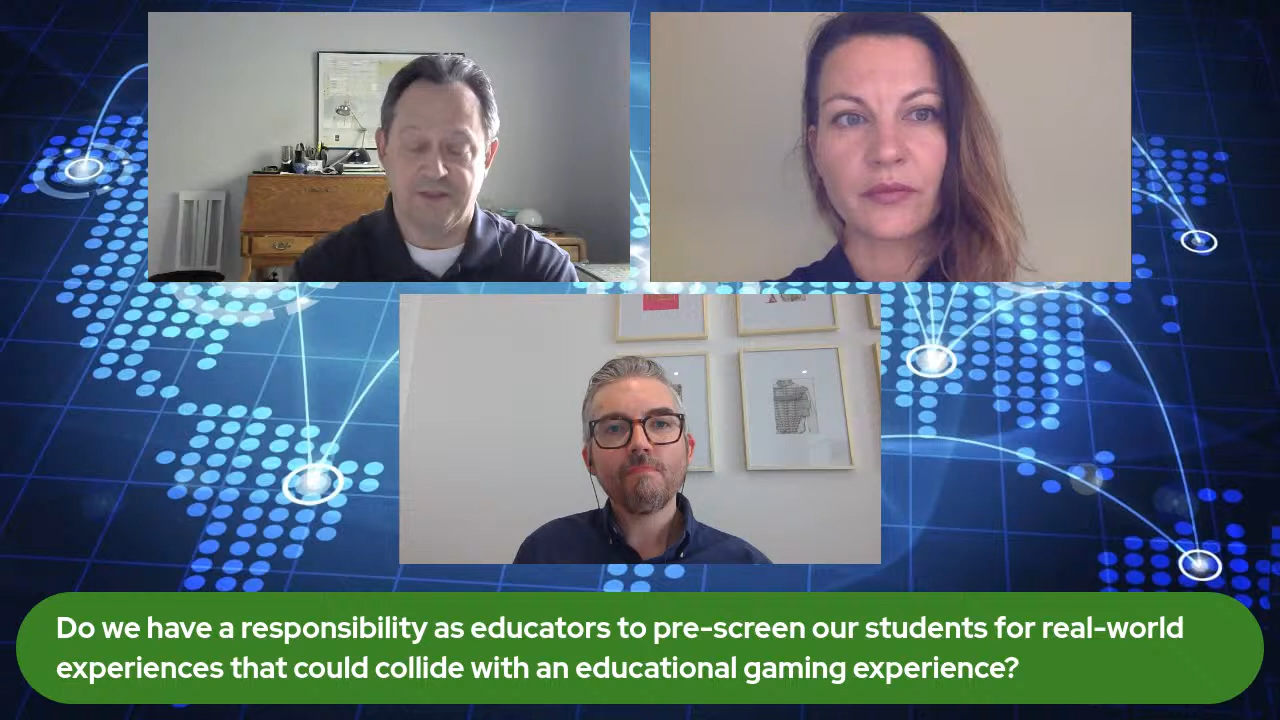 Do we have a responsibility as educators to pre-screen our students for real-world
experiences that could collide with an educational gaming experience?